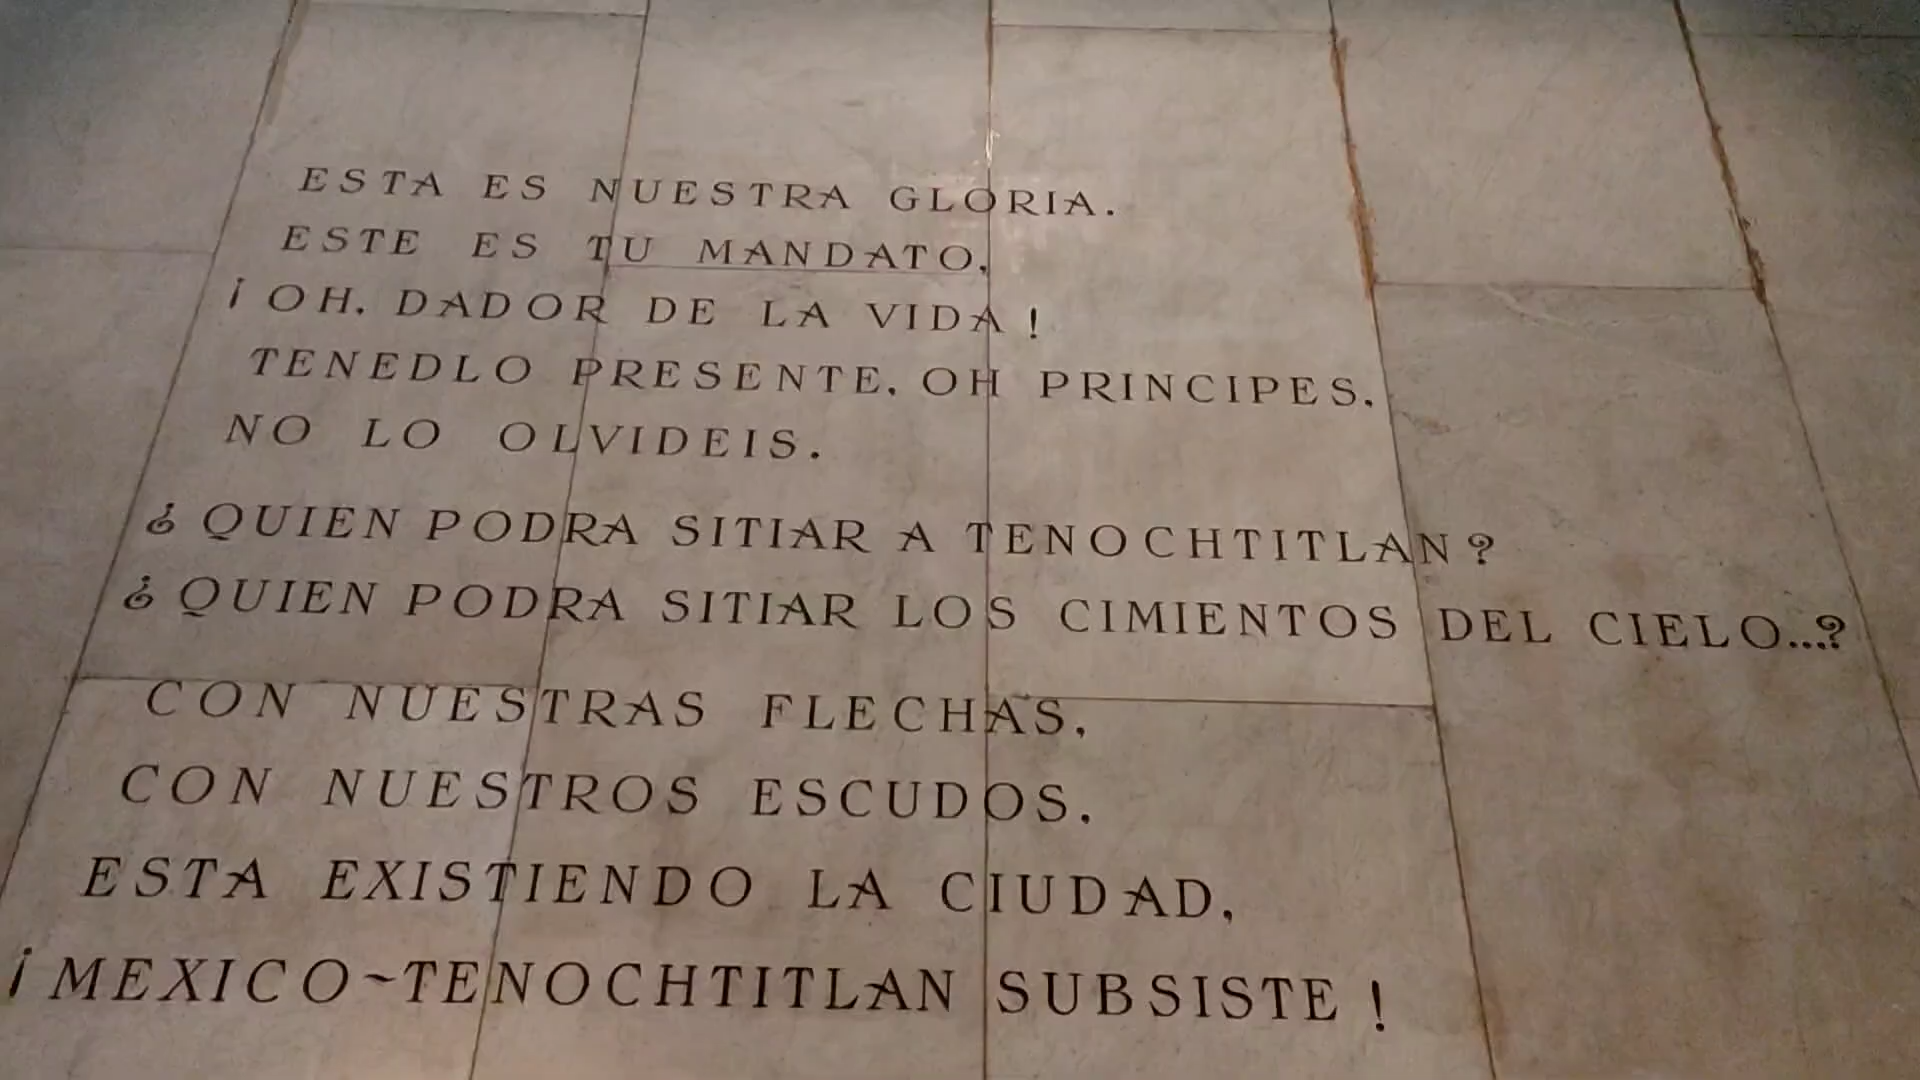 ESTA ES NUESTRA GLORIA.
ESTE ES TU MANDATO,
¡OH, DADOR DE LA VIDA!
TENEDLO PRESENTE, OH PRINCIPES,
NO LO OLVIDEIS.
¿QUIEN PODRA SITIAR A TENOCHTITLAN?
¿QUIEN PODRA SITIAR LOS CIMIENTOS DEL CIELO...?
CON NUESTRAS FLECHAS,
CON NUESTROS ESCUDOS,
ESTA EXISTIENDO LA CIUDAD,
¡MEXICO~TENOCHTITLAN SUBSISTE!